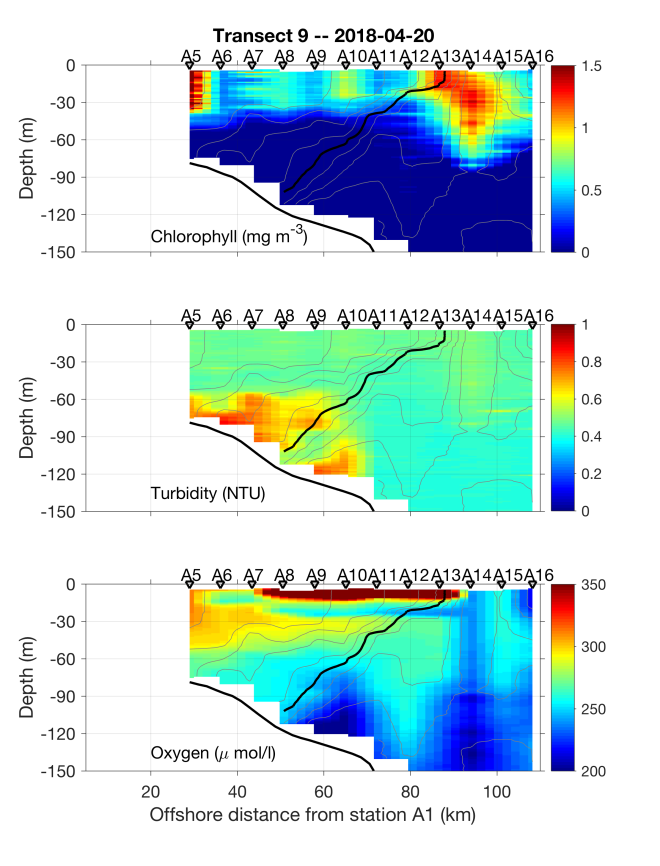 Transect 9 -- 2018-04-20
A5 A6 A7 A8 A9 A10 A11 A12 A13 A14 A15 A16
0
-30
-60
-90
-120
-150
Depth (m)
Chlorophyll (mg m-3)
1.5
1
0.5
0
A5 A6 A7 A8 A9 A10 A11 A12 A13 A14 A15 A16
0
-30
-60
-90
-120
-150
Depth (m)
Turbidity (NTU)
1
0.8
0.6
0.4
0.2
0
A5 A6 A7 A8 A9 A10 A11 A12 A13 A14 A15 A16
0
-30
-60
-90
-120
-150
Depth (m)
Oxygen (μ mol/l)
350
300
250
200
20 40 60 80 100
Offshore distance from station A1 (km)